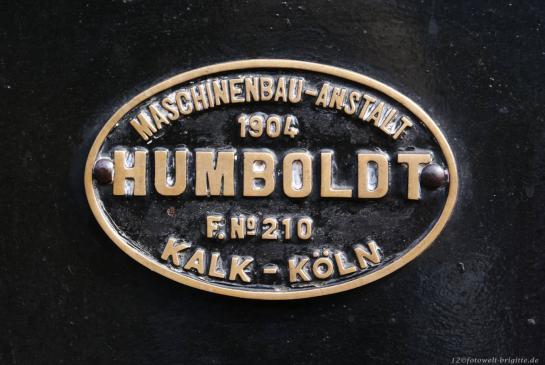 MASCHINENBAU-ANSTALT
1904
HUMBOLDT
F. Nº 210
KALK - KÖLN
12©fotowelt-brigitte.de